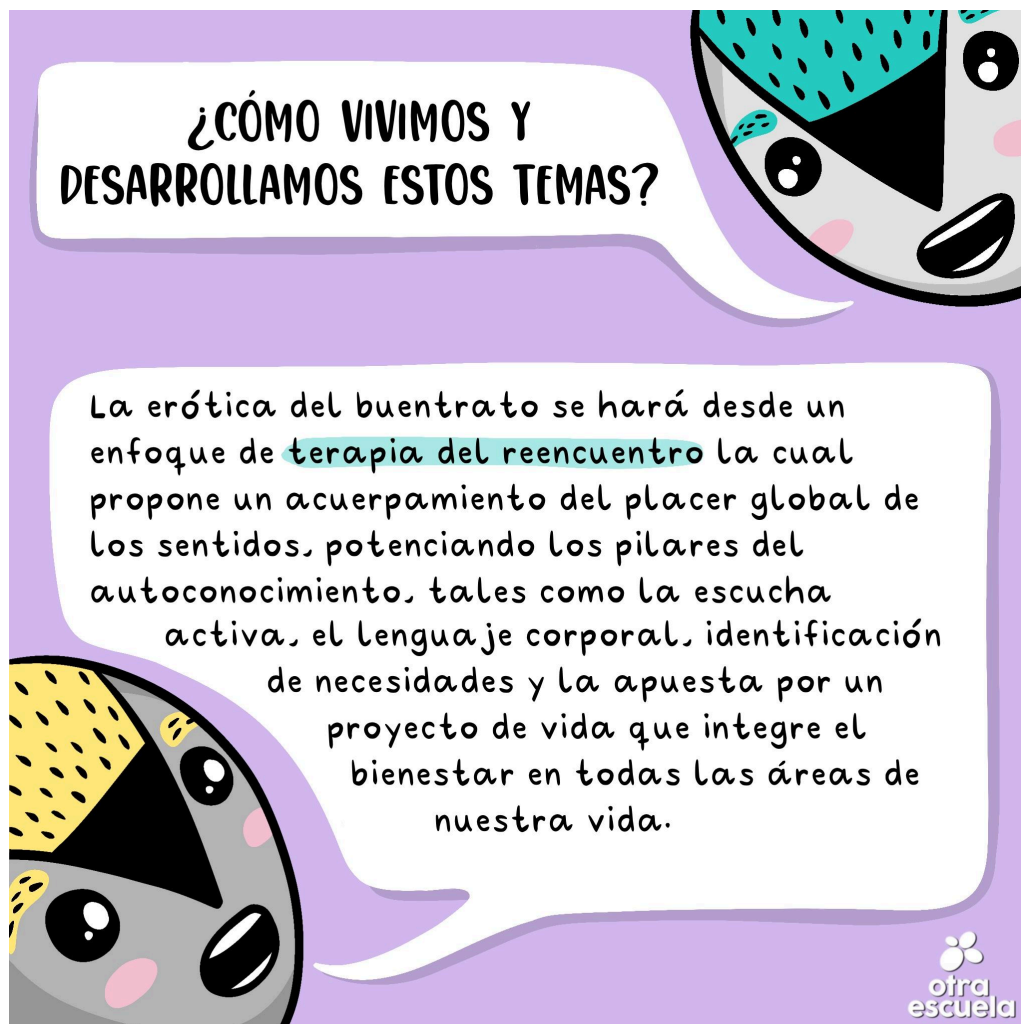 ¿CÓMO VIVIMOS Y
DESARROLLAMOS ESTOS TEMAS?
La erótica del buentrato se hará desde un
enfoque de terapia del reencuentro la cual
propone un acuerpamiento del placer global de
los sentidos, potenciando los pilares del
autoconocimiento, tales como la escucha
activa, el lenguaje corporal, identificación
de necesidades y la apuesta por un
proyecto de vida que integre el
bienestar en todas las áreas de
nuestra vida.
otra
escuela